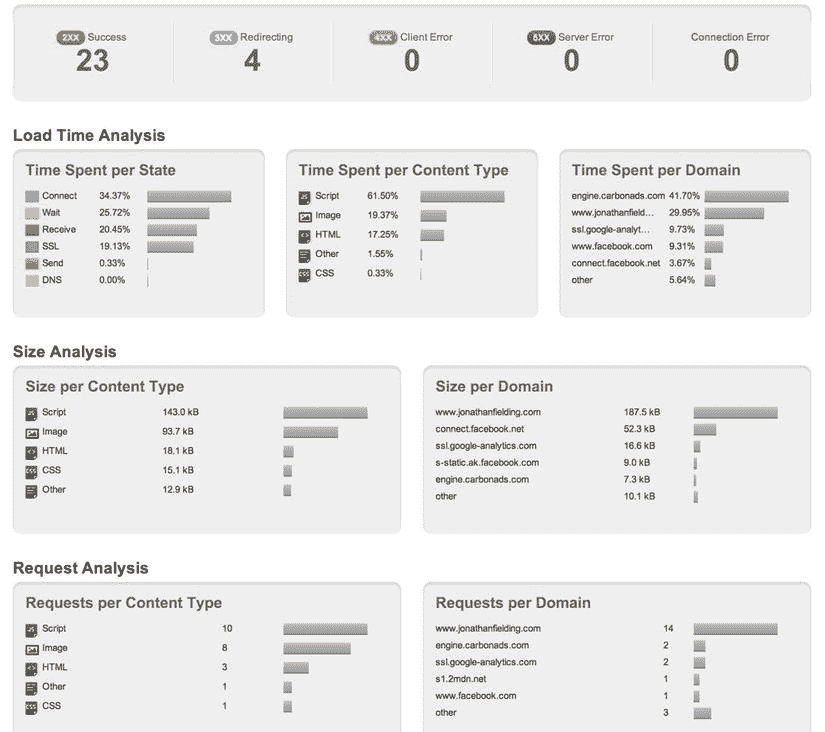 2XX Success 3XX Redirecting 4XX Client Error 5XX Server Error Connection Error
23 4 0 0 0
Load Time Analysis
Time Spent per State
Connect 34.37%
Wait 25.72%
Receive 20.45%
SSL 19.13%
Send 0.33%
DNS 0.00%
Time Spent per Content Type
Script 61.50%
Image 19.37%
HTML 17.25%
Other 1.55%
CSS 0.33%
Time Spent per Domain
engine.carbonads.com 41.70%
www.jonathanfield... 29.95%
ssl.google-analyt... 9.73%
www.facebook.com 9.31%
connect.facebook.net 3.67%
other 5.64%
Size Analysis
Size per Content Type
Script 143.0 kB
Image 93.7 kB
HTML 18.1 kB
CSS 15.1 kB
Other 12.9 kB
Size per Domain
www.jonathanfielding.com 187.5 kB
connect.facebook.net 52.3 kB
ssl.google-analytics.com 16.6 kB
s-static.ak.facebook.com 9.0 kB
engine.carbonads.com 7.3 kB
other 10.1 kB
Request Analysis
Requests per Content Type
Script 10
Image 8
HTML 3
Other 1
CSS 1
Requests per Domain
www.jonathanfielding.com 14
engine.carbonads.com 2
ssl.google-analytics.com 2
s1.2mdn.net 1
www.facebook.com 1
other 3